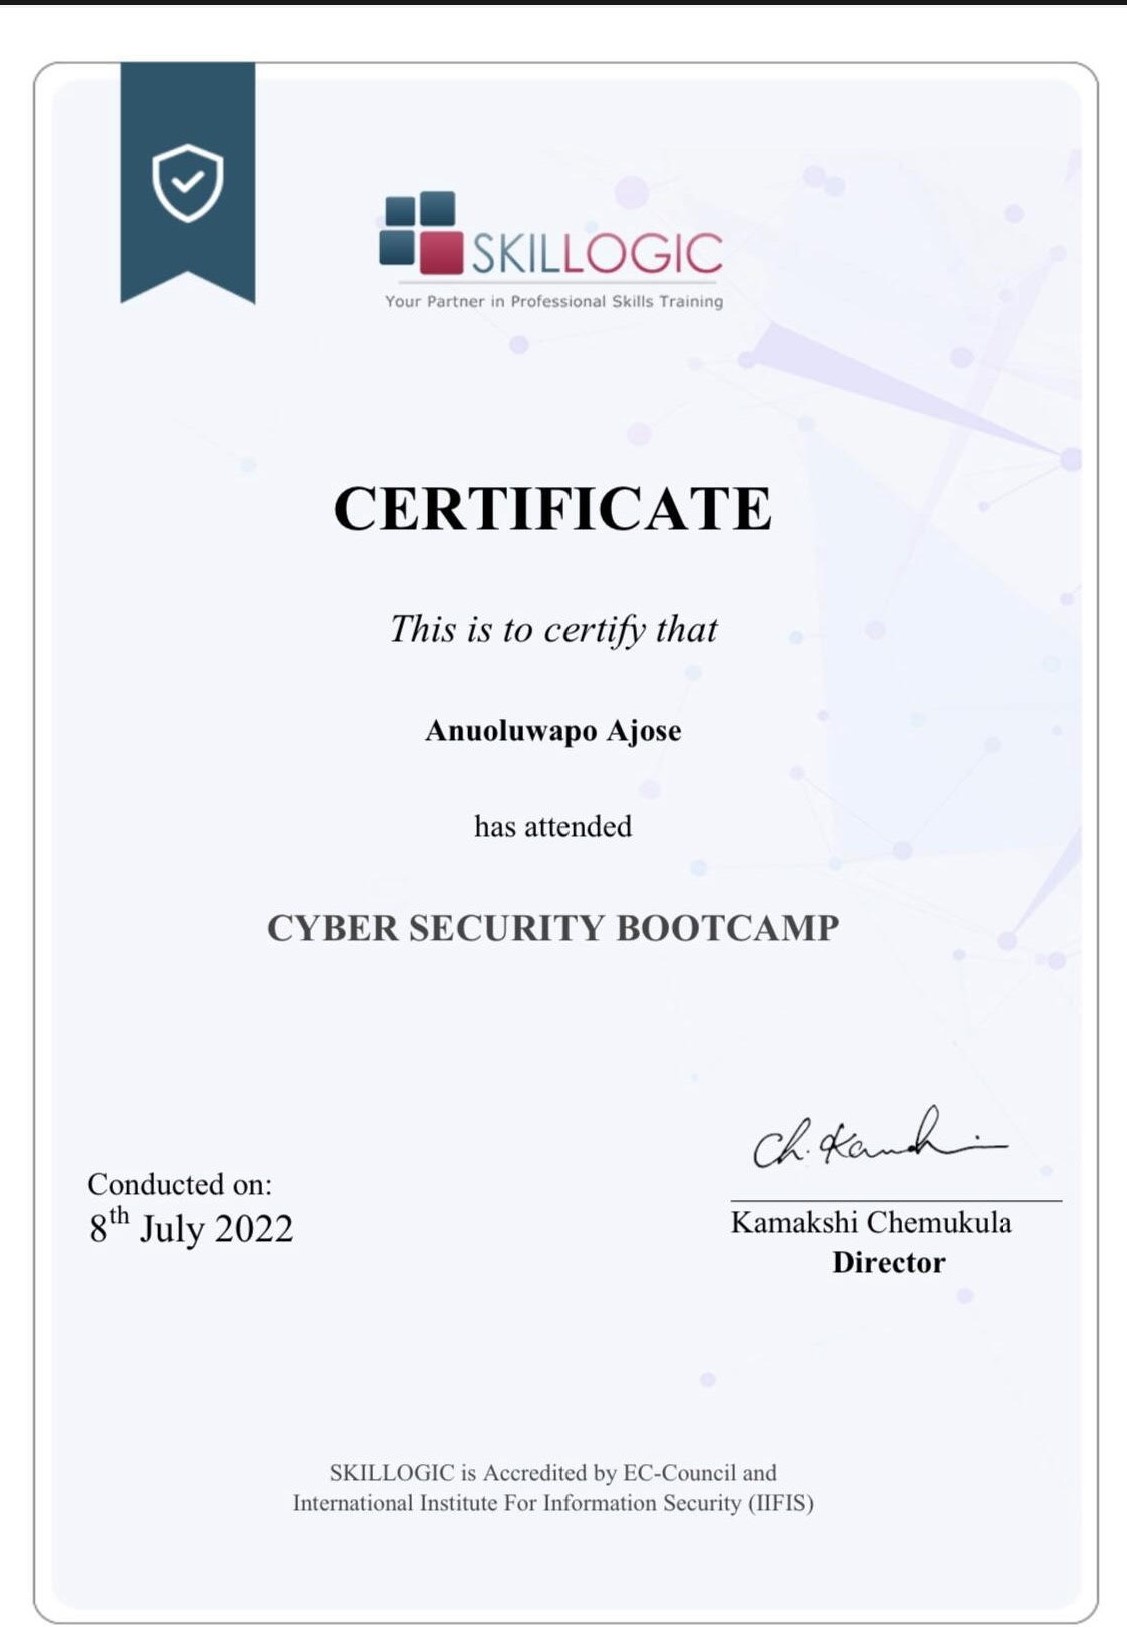 SKILLOGIC
Your Partner in Professional Skills Training
CERTIFICATE
This is to certify that
Anuoluwapo Ajose
has attended
CYBER SECURITY BOOTCAMP
Ch. Kamakshi
Conducted on:
8th July 2022
Kamakshi Chemukula
Director
SKILLOGIC is Accredited by EC-Council and
International Institute For Information Security (IIFIS)